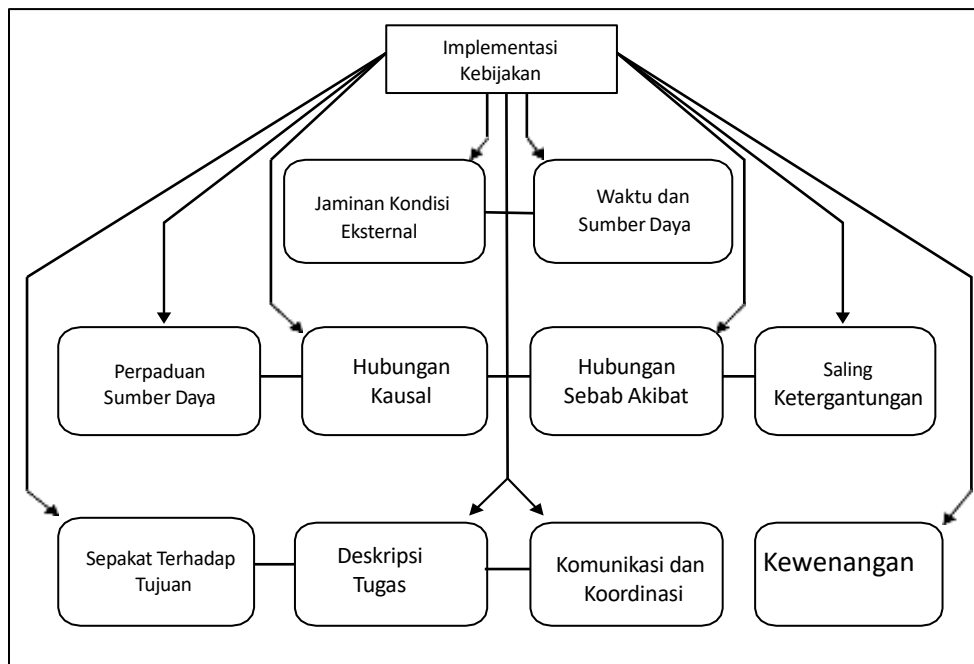 Implementasi
Kebijakan
Jaminan Kondisi
Eksternal
Waktu dan
Sumber Daya
Perpaduan
Sumber Daya
Hubungan
Kausal
Hubungan
Sebab Akibat
Saling
Ketergantungan
Sepakat Terhadap
Tujuan
Deskripsi
Tugas
Komunikasi dan
Koordinasi
Kewenangan